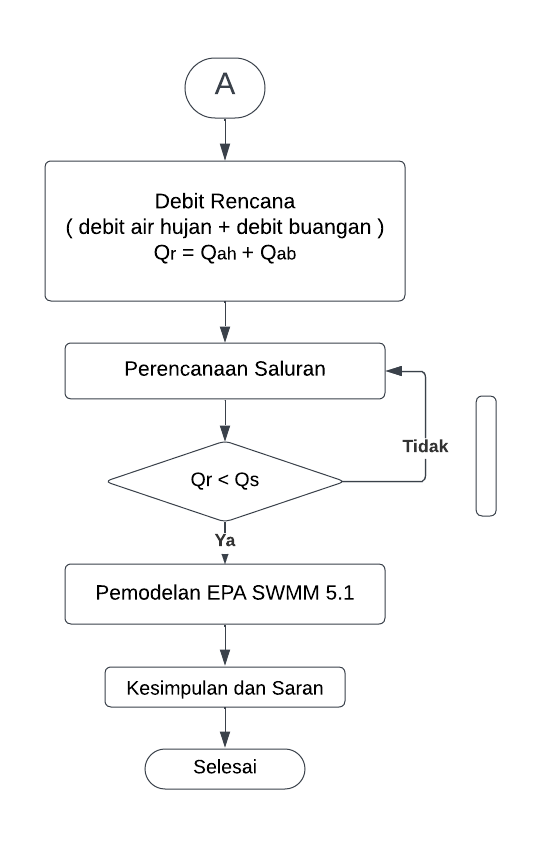 A
Debit Rencana
( debit air hujan + debit buangan )
Qr = Qah + Qab
Perencanaan Saluran
Tidak
Qr < Qs
Ya
Pemodelan EPA SWMM 5.1
Kesimpulan dan Saran
Selesai